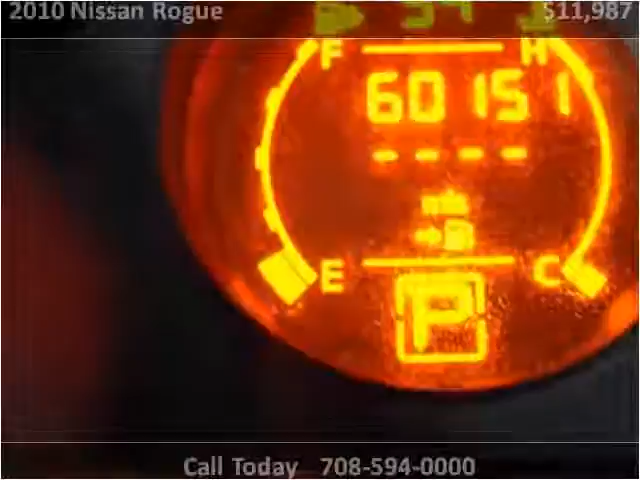 2010 Nissan Rogue $11,987
F H
60151
- - - -
E C
P
Call Today 708-594-0000